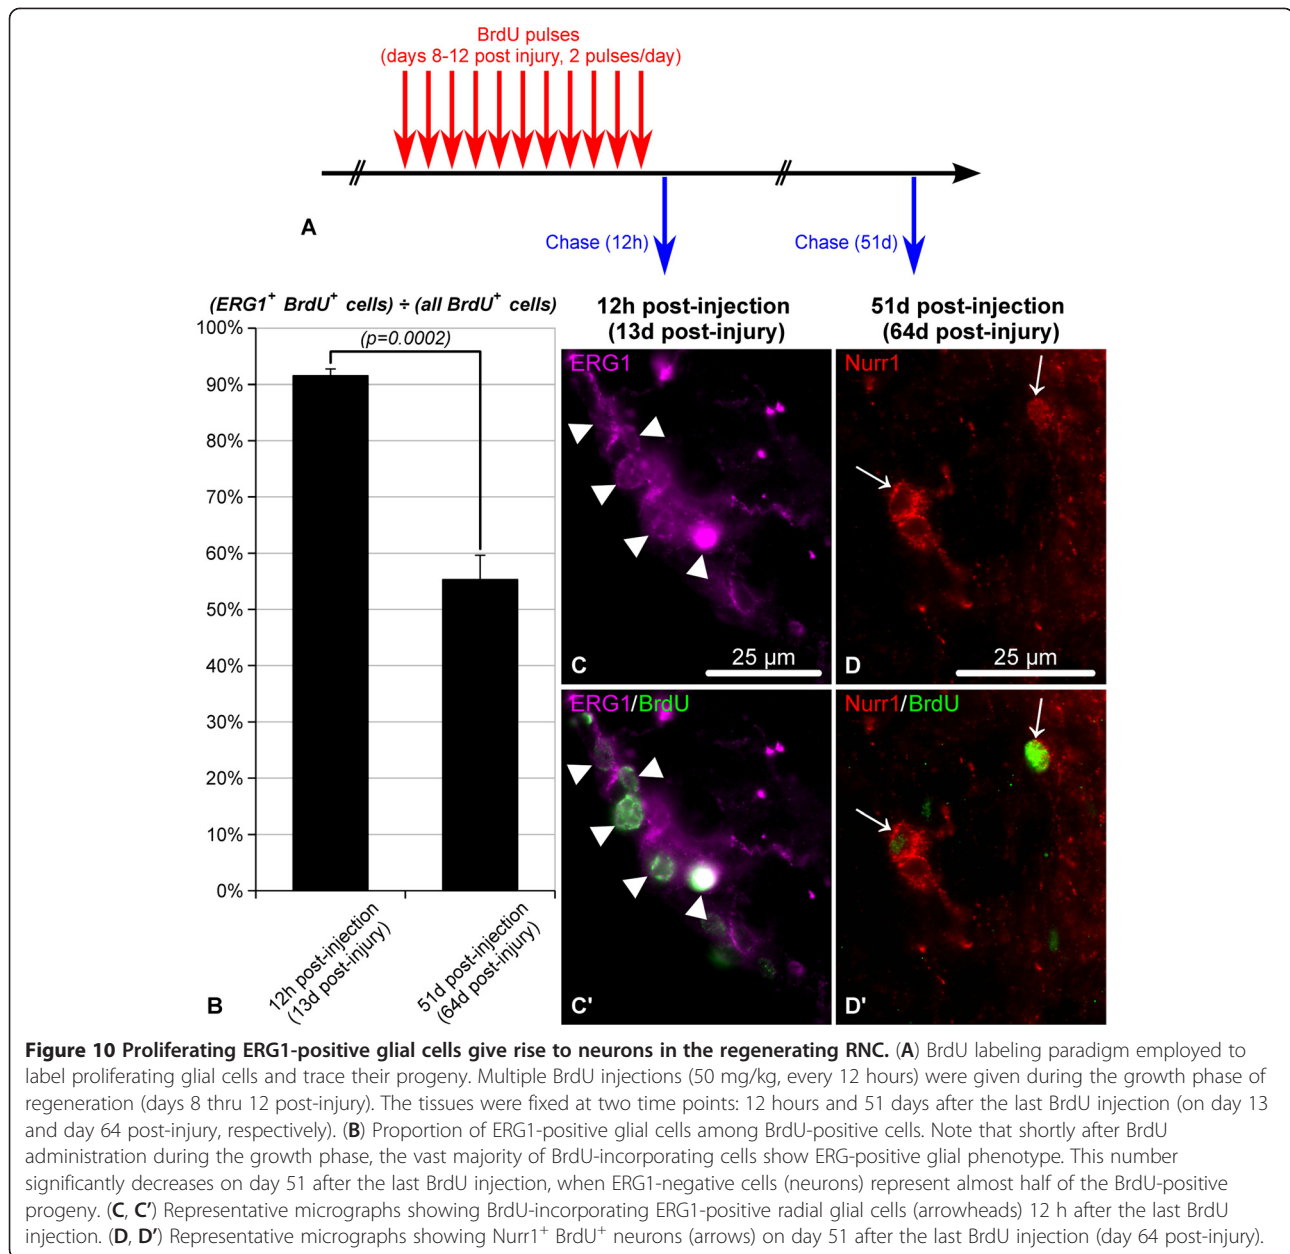 BrdU pulses
(days 8-12 post injury, 2 pulses/day)
A
Chase (12h)
Chase (51d)
(ERG1⁺ BrdU⁺ cells) ÷ (all BrdU⁺ cells)
100%
90%
80%
70%
60%
50%
40%
30%
20%
10%
0%
(p=0.0002)
12h post-injection
(13d post-injury)
51d post-injection
(64d post-injury)
B
12h post-injection
(13d post-injury)
51d post-injection
(64d post-injury)
ERG1
25 µm
C
Nurr1
25 µm
D
ERG1/BrdU
C'
Nurr1/BrdU
D'
Figure 10 Proliferating ERG1-positive glial cells give rise to neurons in the regenerating RNC. (A) BrdU labeling paradigm employed to
label proliferating glial cells and trace their progeny. Multiple BrdU injections (50 mg/kg, every 12 hours) were given during the growth phase of
regeneration (days 8 thru 12 post-injury). The tissues were fixed at two time points: 12 hours and 51 days after the last BrdU injection (on day 13
and day 64 post-injury, respectively). (B) Proportion of ERG1-positive glial cells among BrdU-positive cells. Note that shortly after BrdU
administration during the growth phase, the vast majority of BrdU-incorporating cells show ERG-positive glial phenotype. This number
significantly decreases on day 51 after the last BrdU injection, when ERG1-negative cells (neurons) represent almost half of the BrdU-positive
progeny. (C, C′) Representative micrographs showing BrdU-incorporating ERG1-positive radial glial cells (arrowheads) 12 h after the last BrdU
injection. (D, D′) Representative micrographs showing Nurr1⁺ BrdU⁺ neurons (arrows) on day 51 after the last BrdU injection (day 64 post-injury).